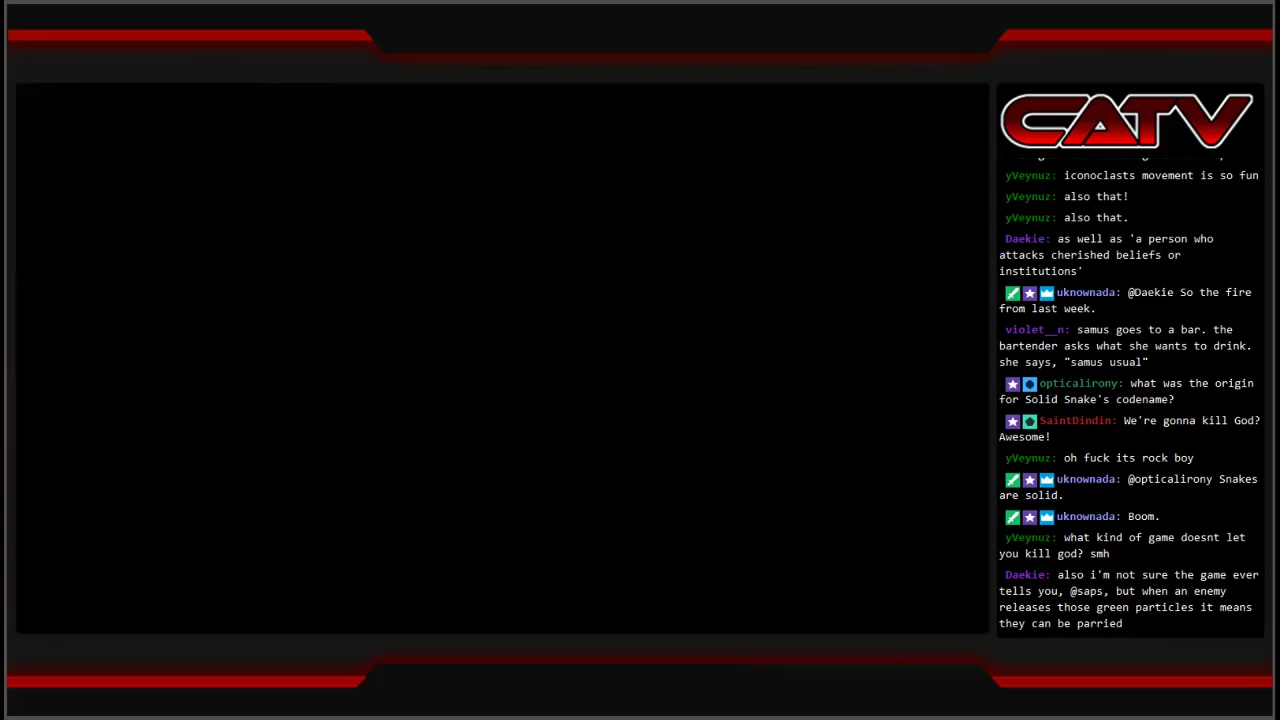 CATV
yVeynuz: iconoclasts movement is so fun
yVeynuz: also that!
yVeynuz: also that.
Daekie: as well as 'a person who
attacks cherished beliefs or
institutions'
uknownada: @Daekie So the fire
from last week.
violet__n: samus goes to a bar. the
bartender asks what she wants to drink.
she says, "samus usual"
opticalirony: what was the origin
for Solid Snake's codename?
SaintDindin: We're gonna kill God?
Awesome!
yVeynuz: oh fuck its rock boy
uknownada: @opticalirony Snakes
are solid.
uknownada: Boom.
yVeynuz: what kind of game doesnt let
you kill god? smh
Daekie: also i'm not sure the game ever
tells you, @saps, but when an enemy
releases those green particles it means
they can be parried